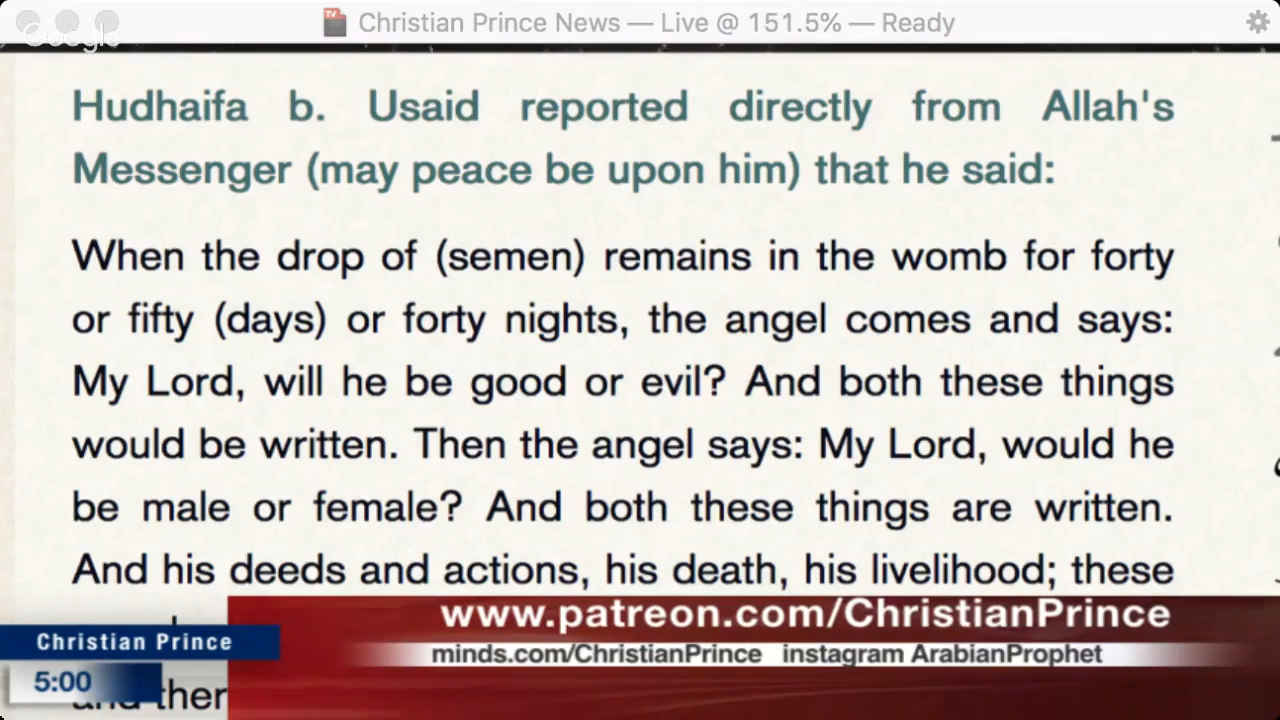 Christian Prince News — Live @ 151.5% — Ready
Google
Hudhaifa b. Usaid reported directly from Allah's
Messenger (may peace be upon him) that he said:
When the drop of (semen) remains in the womb for forty
or fifty (days) or forty nights, the angel comes and says:
My Lord, will he be good or evil? And both these things
would be written. Then the angel says: My Lord, would he
be male or female? And both these things are written.
And his deeds and actions, his death, his livelihood; these
www.patreon.com/ChristianPrince
Christian Prince
minds.com/ChristianPrince instagram ArabianProphet
5:00
and ther